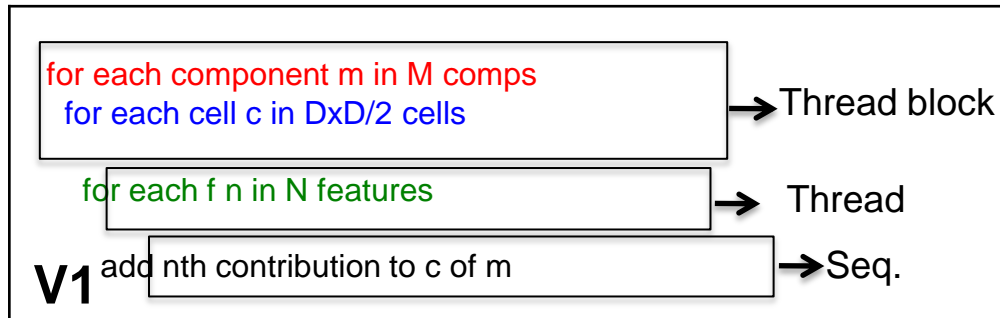 for each component m in M comps
for each cell c in DxD/2 cells
Thread block
for each f n in N features
Thread
V1 add nth contribution to c of m
Seq.